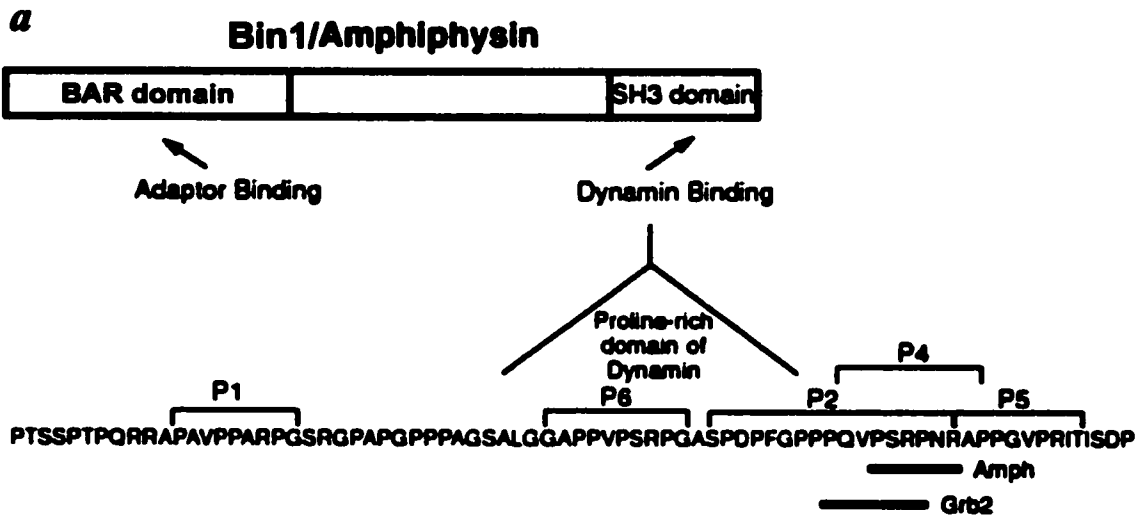 a
Bin1/Amphiphysin
BAR domain
SH3 domain
Adaptor Binding
Dynamin Binding
Proline-rich
domain of
Dynamin
P4
P1
P6
P2
P5
PTSSPTPQRRAPAVPPARPGSRGPAPGPPPAGSALGGAPPVPSRPGASPDPFGPPPQVPSRPNRAPPGVPRITISDP
Amph
Grb2